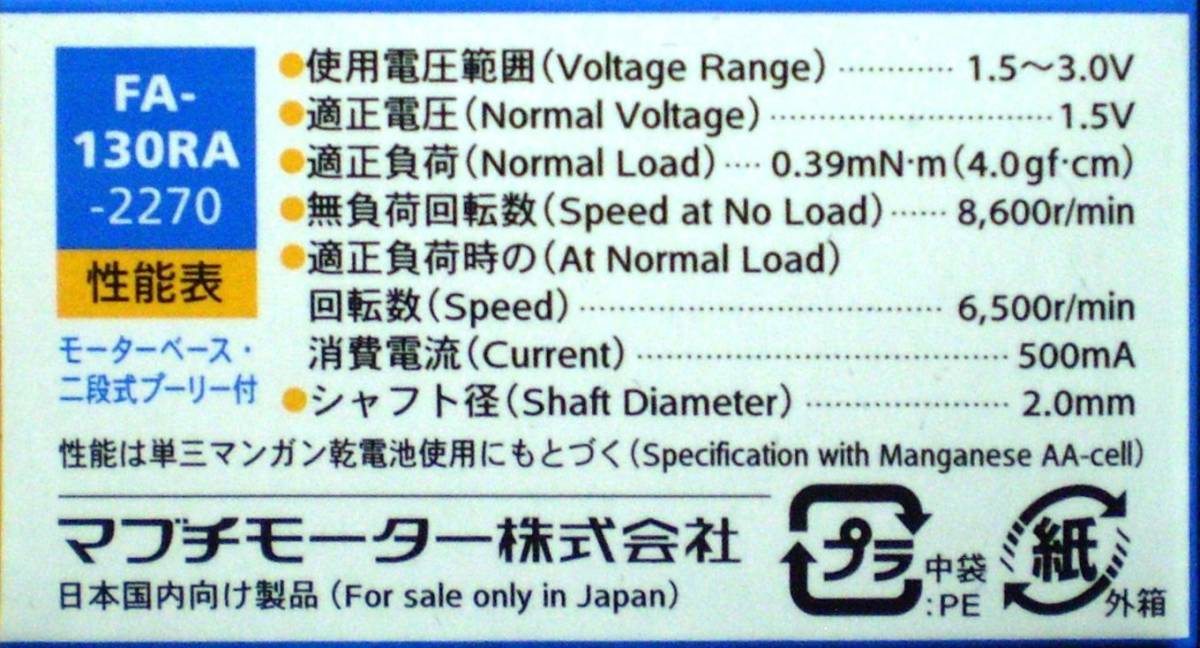 FA-
130RA
-2270
性能表
モーターベース・
二段式プーリー付
●使用電圧範囲(Voltage Range) ············ 1.5～3.0V
●適正電圧(Normal Voltage) ······························ 1.5V
●適正負荷(Normal Load) ···· 0.39mN·m(4.0gf·cm)
●無負荷回転数(Speed at No Load) ······ 8,600r/min
●適正負荷時の(At Normal Load)
回転数(Speed) ······································ 6,500r/min
消費電流(Current) ······································ 500mA
●シャフト径(Shaft Diameter) ······················ 2.0mm
性能は単三マンガン乾電池使用にもとづく(Specification with Manganese AA-cell)
マブチモーター株式会社
日本国内向け製品 (For sale only in Japan)
プラ
中袋
:PE
紙
外箱